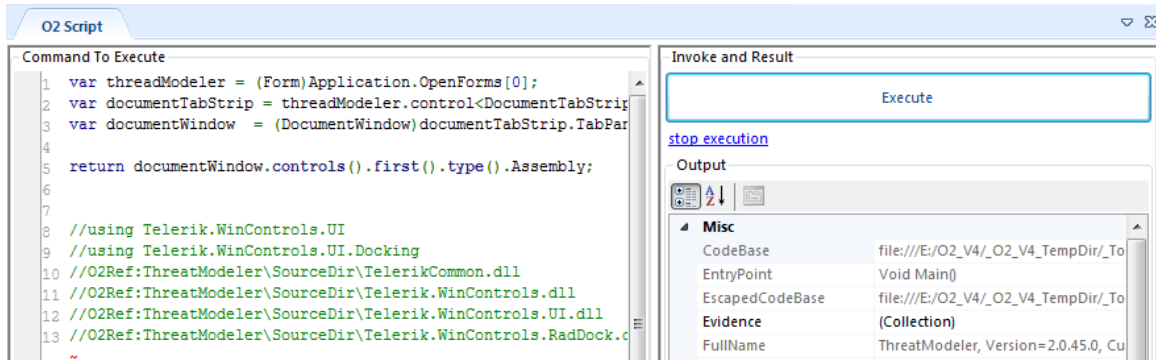 O2 Script
Command To Execute
1 var threadModeler = (Form)Application.OpenForms[0];
2 var documentTabStrip = threadModeler.control<DocumentTabStrip
3 var documentWindow  = (DocumentWindow)documentTabStrip.TabPar
4
5 return documentWindow.controls().first().type().Assembly;
6
7
8 //using Telerik.WinControls.UI
9 //using Telerik.WinControls.UI.Docking
10 //O2Ref:ThreatModeler\SourceDir\TelerikCommon.dll
11 //O2Ref:ThreatModeler\SourceDir\Telerik.WinControls.dll
12 //O2Ref:ThreatModeler\SourceDir\Telerik.WinControls.UI.dll
13 //O2Ref:ThreatModeler\SourceDir\Telerik.WinControls.RadDock.d
Invoke and Result
Execute
stop execution
Output
Misc
CodeBase file:///E:/O2_V4/_O2_V4_TempDir/_To
EntryPoint Void Main()
EscapedCodeBase file:///E:/O2_V4/_O2_V4_TempDir/_To
Evidence (Collection)
FullName ThreatModeler, Version=2.0.45.0, Cu